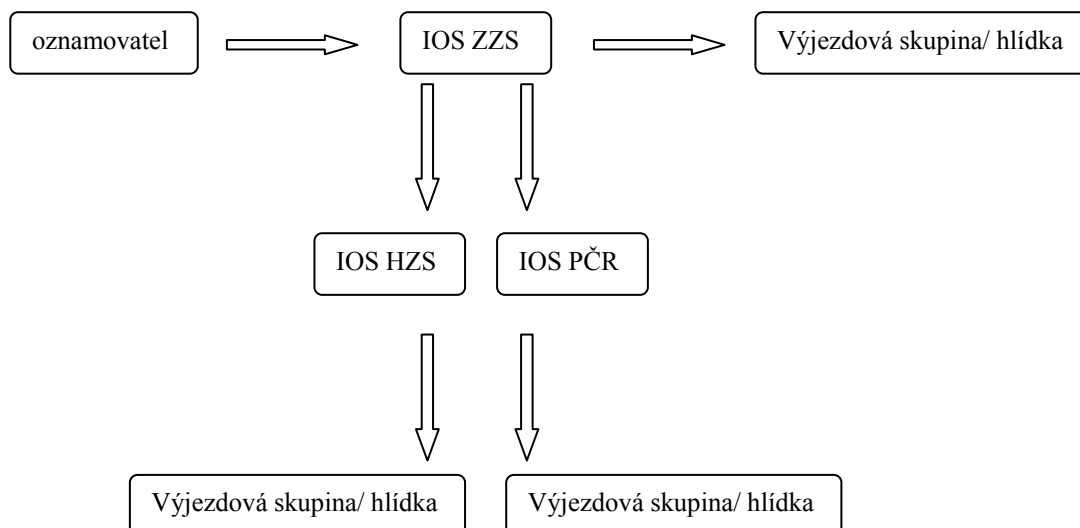 oznamovatel
IOS ZZS
Výjezdová skupina/ hlídka
IOS HZS
IOS PČR
Výjezdová skupina/ hlídka
Výjezdová skupina/ hlídka